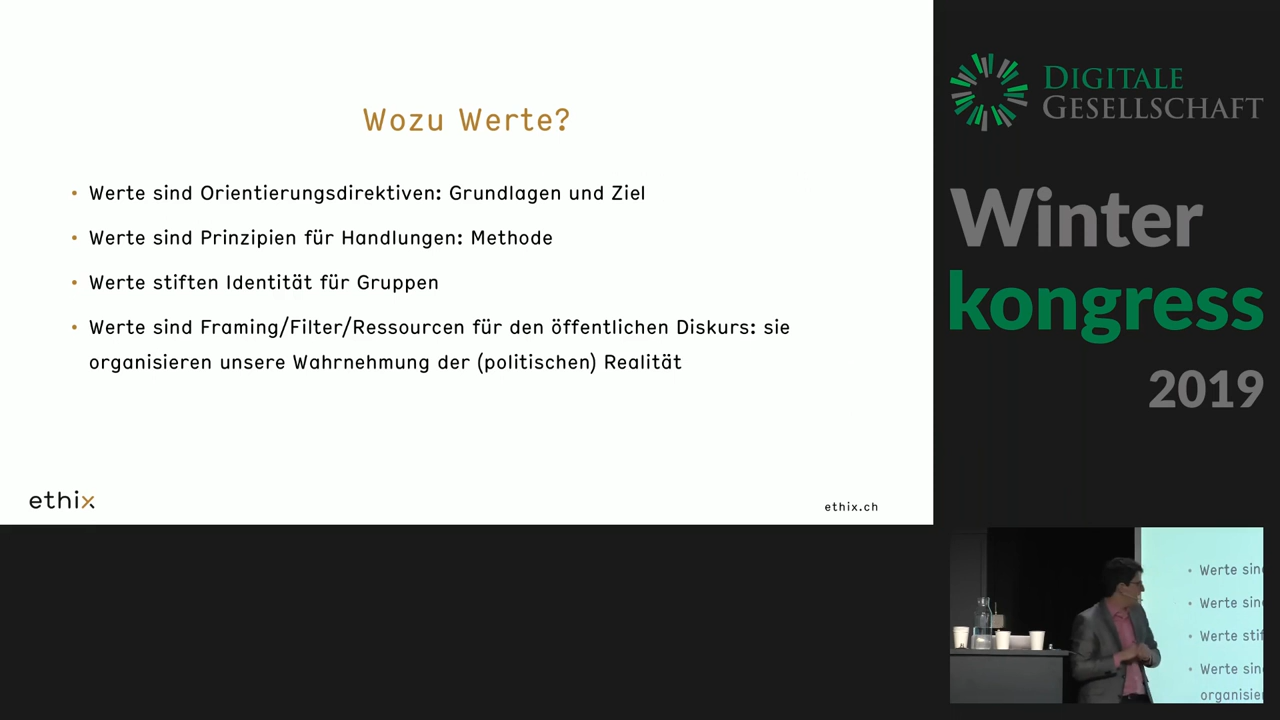 Wozu Werte?
• Werte sind Orientierungsdirektiven: Grundlagen und Ziel
• Werte sind Prinzipien für Handlungen: Methode
• Werte stiften Identität für Gruppen
• Werte sind Framing/Filter/Ressourcen für den öffentlichen Diskurs: sie
organisieren unsere Wahrnehmung der (politischen) Realität
ethix
ethix.ch
DIGITALE
GESELLSCHAFT
Winter
kongress
2019
• Werte sin
• Werte sin
• Werte stif
• Werte sin
organisie